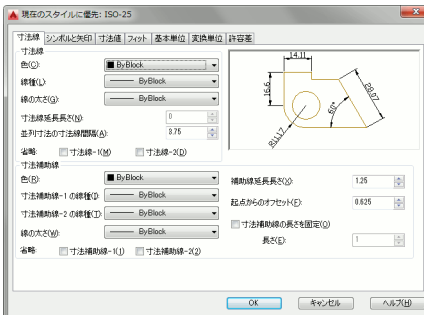 現在のスタイルに優先: ISO-25
寸法線 シンボルと矢印 寸法値 フィット 基本単位 変換単位 許容差
寸法線
色(C): ByBlock
線種(L): ByBlock
線の太さ(G): ByBlock
寸法線延長長さ(N): 0
並列寸法の寸法線間隔(A): 3.75
省略: 寸法線-1(M) 寸法線-2(D)
14.11
16.6
28.07
60°
R11.17
寸法補助線
色(R): ByBlock
寸法補助線-1 の線種(I): ByBlock
寸法補助線-2 の線種(T): ByBlock
線の太さ(W): ByBlock
省略: 寸法補助線-1(1) 寸法補助線-2(2)
補助線延長長さ(X): 1.25
起点からのオフセット(F): 0.625
寸法補助線の長さを固定(O)
長さ(E): 1
OK キャンセル ヘルプ(H)